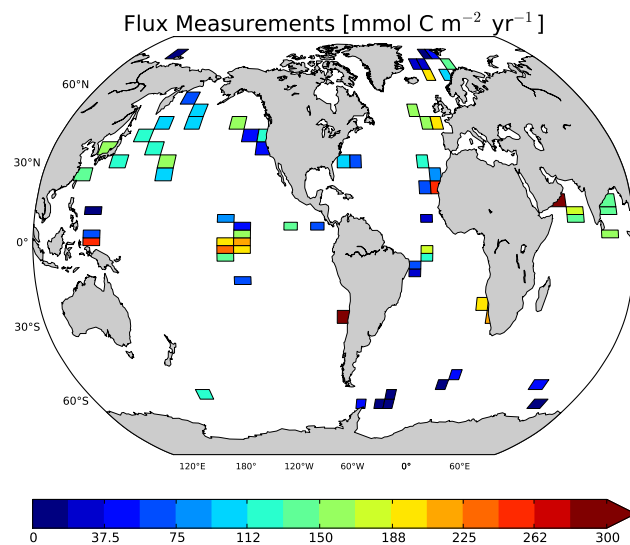 Flux Measurements [mmol C m⁻² yr⁻¹]
60°N
30°N
0°
30°S
60°S
120°E 180° 120°W 60°W 0° 60°E
0 37.5 75 112 150 188 225 262 300